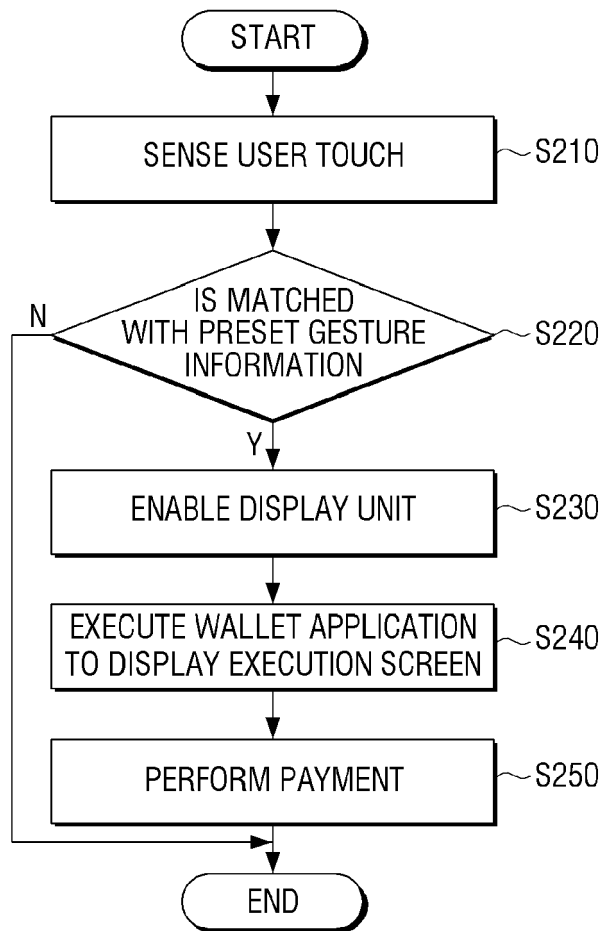 START
SENSE USER TOUCH
S210
IS MATCHED
WITH PRESET GESTURE
INFORMATION
S220
N
Y
ENABLE DISPLAY UNIT
S230
EXECUTE WALLET APPLICATION
TO DISPLAY EXECUTION SCREEN
S240
PERFORM PAYMENT
S250
END